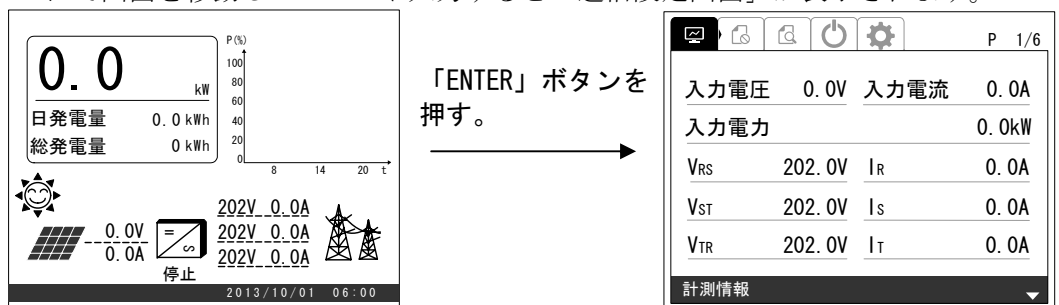 0.0 kW
日発電量 0.0 kWh
総発電量 0 kWh
P(%)
100
80
60
40
20
0
8 14 20 t
0.0V
0.0A
停止
202V 0.0A
202V 0.0A
202V 0.0A
2013/10/01 06:00
「ENTER」ボタンを
押す。
P 1/6
入力電圧 0.0V 入力電流 0.0A
入力電力 0.0kW
VRS 202.0V IR 0.0A
VST 202.0V IS 0.0A
VTR 202.0V IT 0.0A
計測情報